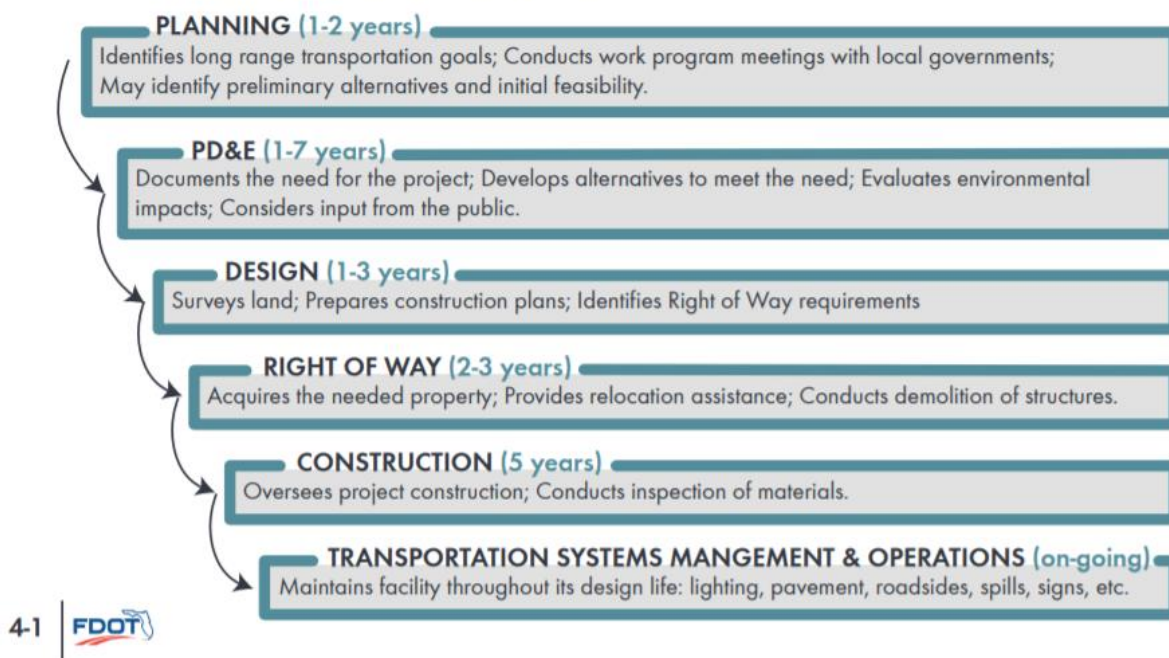 PLANNING (1-2 years)
Identifies long range transportation goals; Conducts work program meetings with local governments;
May identify preliminary alternatives and initial feasibility.
PD&E (1-7 years)
Documents the need for the project; Develops alternatives to meet the need; Evaluates environmental
impacts; Considers input from the public.
DESIGN (1-3 years)
Surveys land; Prepares construction plans; Identifies Right of Way requirements
RIGHT OF WAY (2-3 years)
Acquires the needed property; Provides relocation assistance; Conducts demolition of structures.
CONSTRUCTION (5 years)
Oversees project construction; Conducts inspection of materials.
TRANSPORTATION SYSTEMS MANGEMENT & OPERATIONS (on-going)
Maintains facility throughout its design life: lighting, pavement, roadsides, spills, signs, etc.
4-1
FDOT